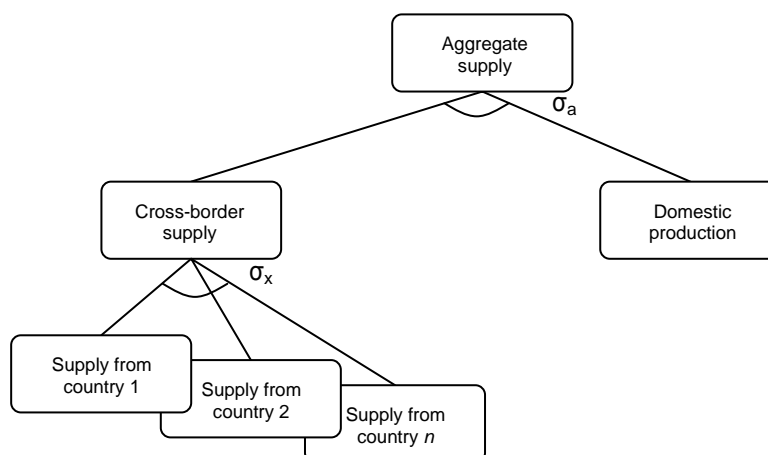 Aggregate
supply
σa
Cross-border
supply
Domestic
production
σx
Supply from
country 1
Supply from
country 2
Supply from
country n